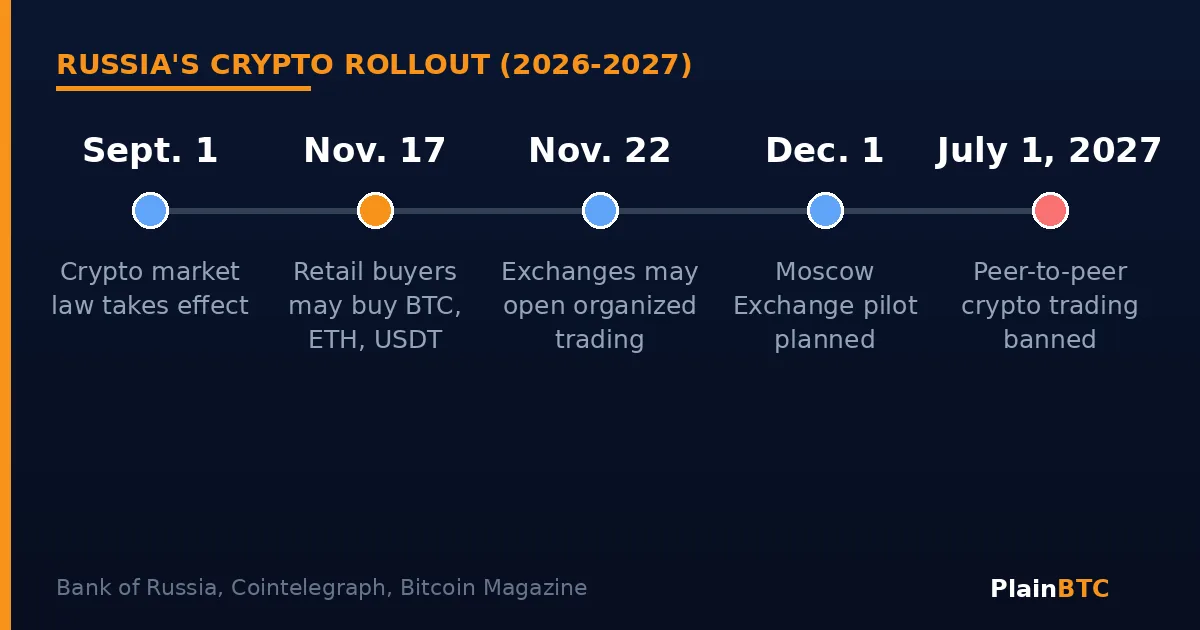 RUSSIA'S CRYPTO ROLLOUT (2026-2027)
Sept. 1
Crypto market
law takes effect
Nov. 17
Retail buyers
may buy BTC,
ETH, USDT
Nov. 22
Exchanges may
open organized
trading
Dec. 1
Moscow
Exchange pilot
planned
July 1, 2027
Peer-to-peer
crypto trading
banned
Bank of Russia, Cointelegraph, Bitcoin Magazine
PlainBTC